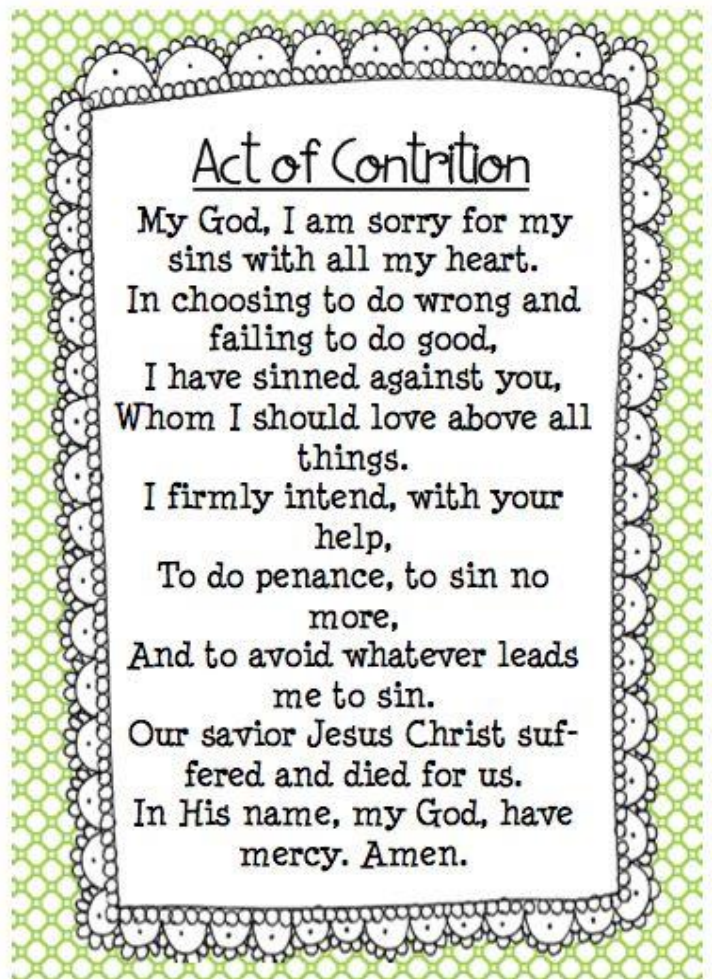 Act of Contrition
My God, I am sorry for my
sins with all my heart.
In choosing to do wrong and
failing to do good,
I have sinned against you,
Whom I should love above all
things.
I firmly intend, with your
help,
To do penance, to sin no
more,
And to avoid whatever leads
me to sin.
Our savior Jesus Christ suf-
fered and died for us.
In His name, my God, have
mercy. Amen.